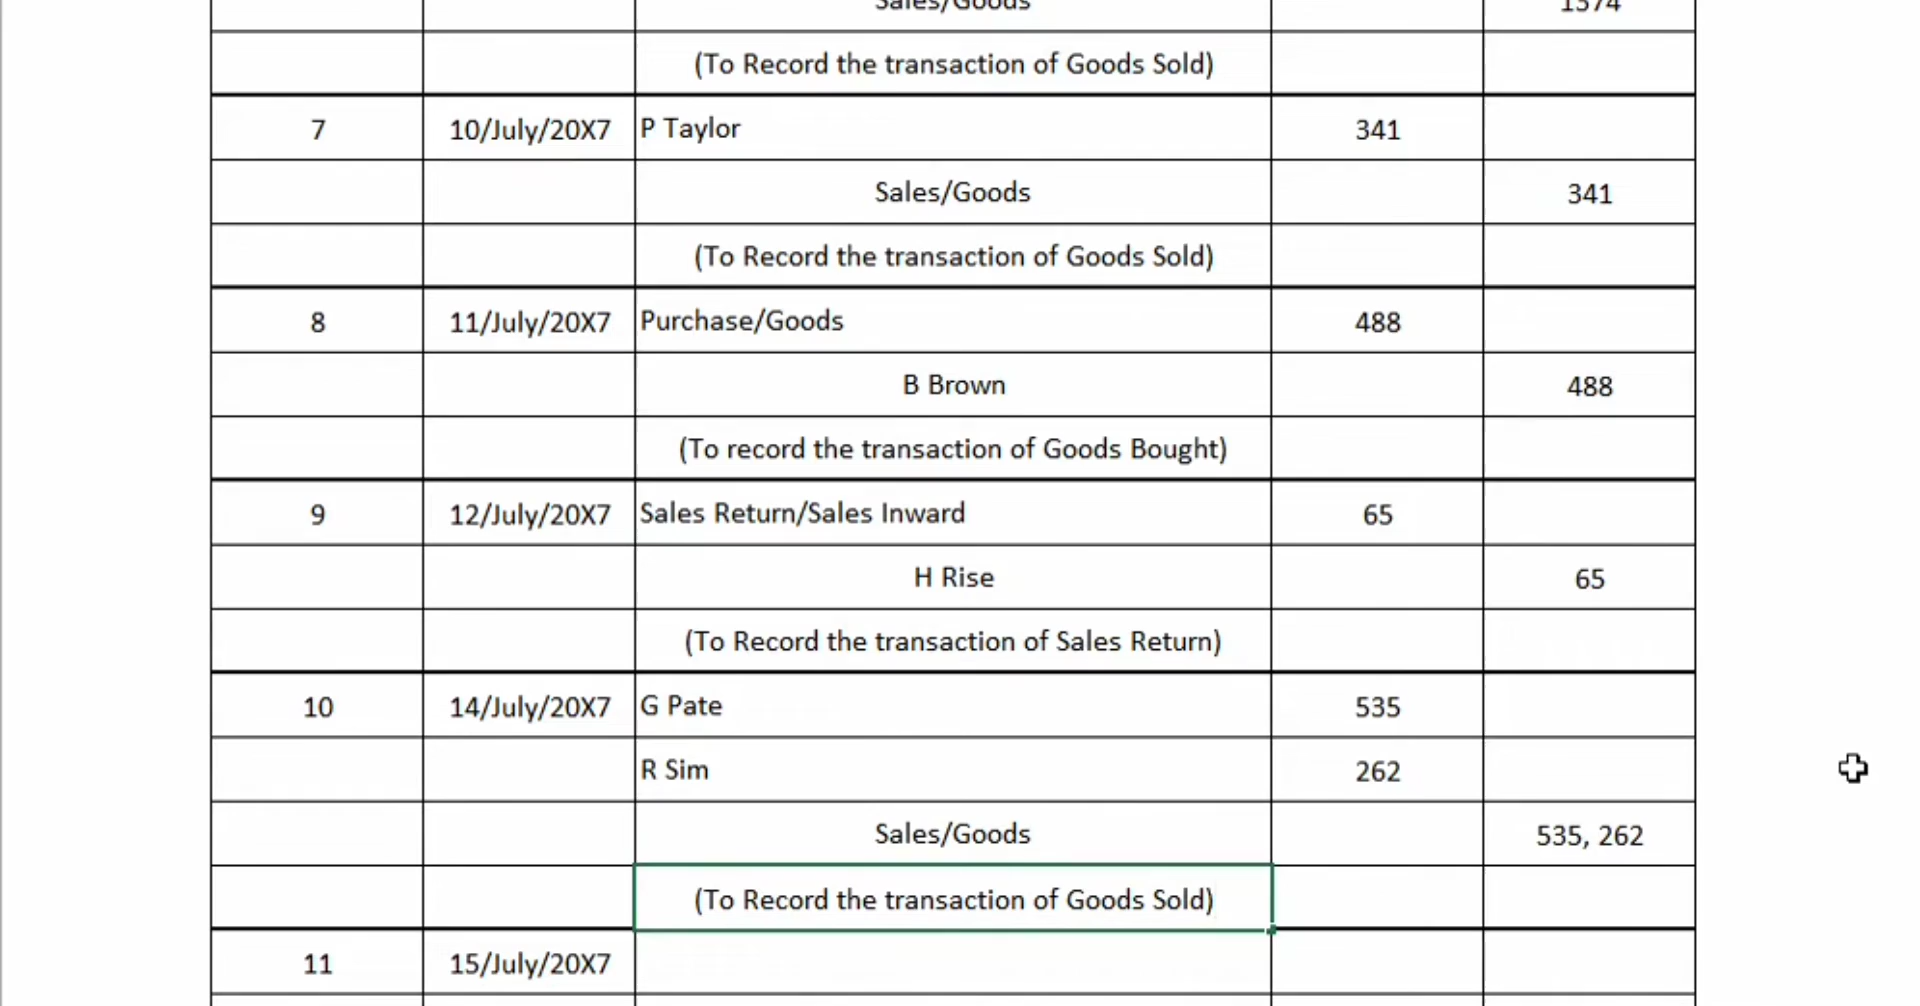 Sales/Goods 1374
(To Record the transaction of Goods Sold)
7 10/July/20X7 P Taylor 341
Sales/Goods 341
(To Record the transaction of Goods Sold)
8 11/July/20X7 Purchase/Goods 488
B Brown 488
(To record the transaction of Goods Bought)
9 12/July/20X7 Sales Return/Sales Inward 65
H Rise 65
(To Record the transaction of Sales Return)
10 14/July/20X7 G Pate 535
R Sim 262
Sales/Goods 535, 262
(To Record the transaction of Goods Sold)
11 15/July/20X7